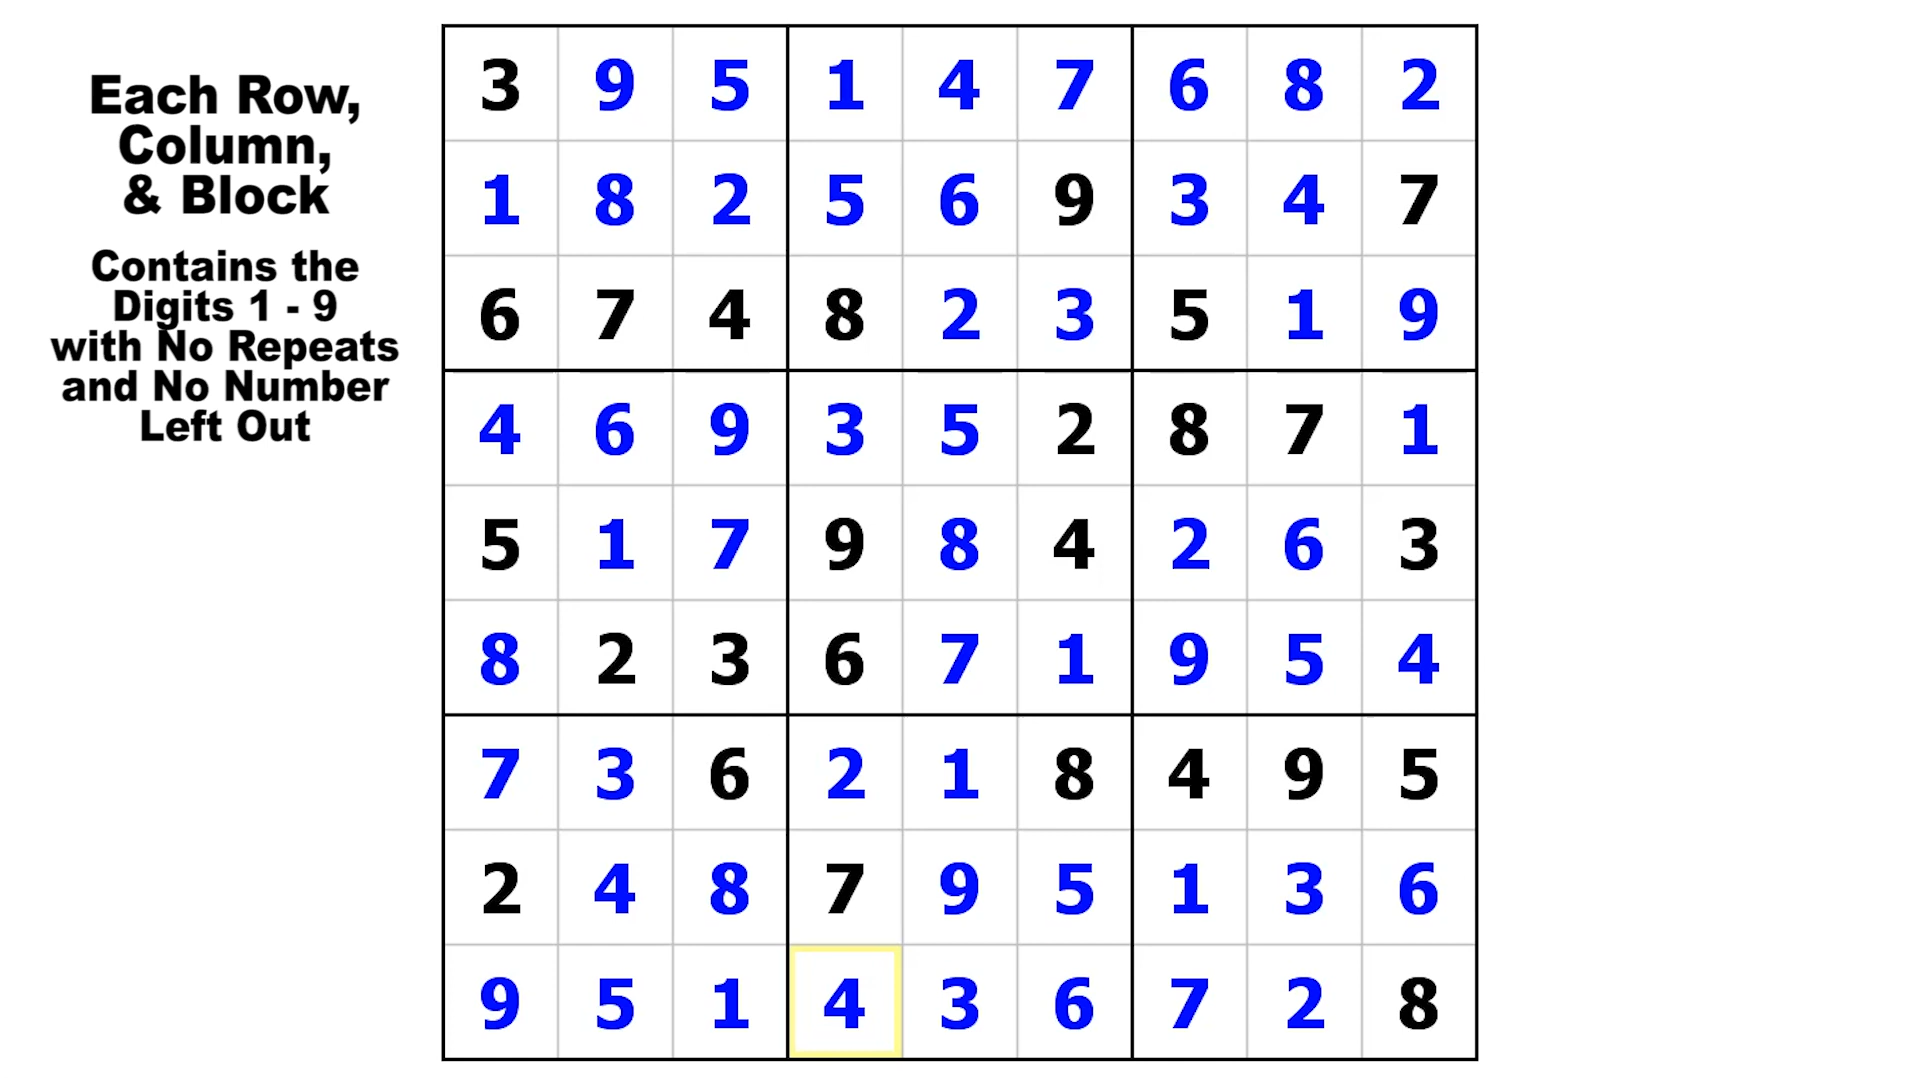 Each Row,
Column,
& Block
Contains the
Digits 1 - 9
with No Repeats
and No Number
Left Out
3 9 5 1 4 7 6 8 2
1 8 2 5 6 9 3 4 7
6 7 4 8 2 3 5 1 9
4 6 9 3 5 2 8 7 1
5 1 7 9 8 4 2 6 3
8 2 3 6 7 1 9 5 4
7 3 6 2 1 8 4 9 5
2 4 8 7 9 5 1 3 6
9 5 1 4 3 6 7 2 8